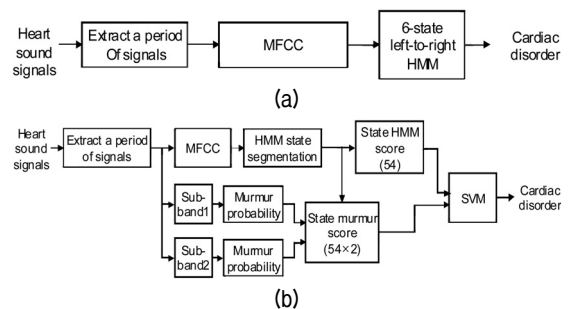 Heart
sound
signals
Extract a period
Of signals
MFCC
6-state
left-to-right
HMM
Cardiac
disorder
(a)
Heart
sound
signals
Extract a period
of signals
MFCC
HMM state
segmentation
State HMM
score
(54)
Sub-
band1
Murmur
probability
State murmur
score
(54×2)
SVM
Cardiac
disorder
Sub-
band2
Murmur
probability
(b)